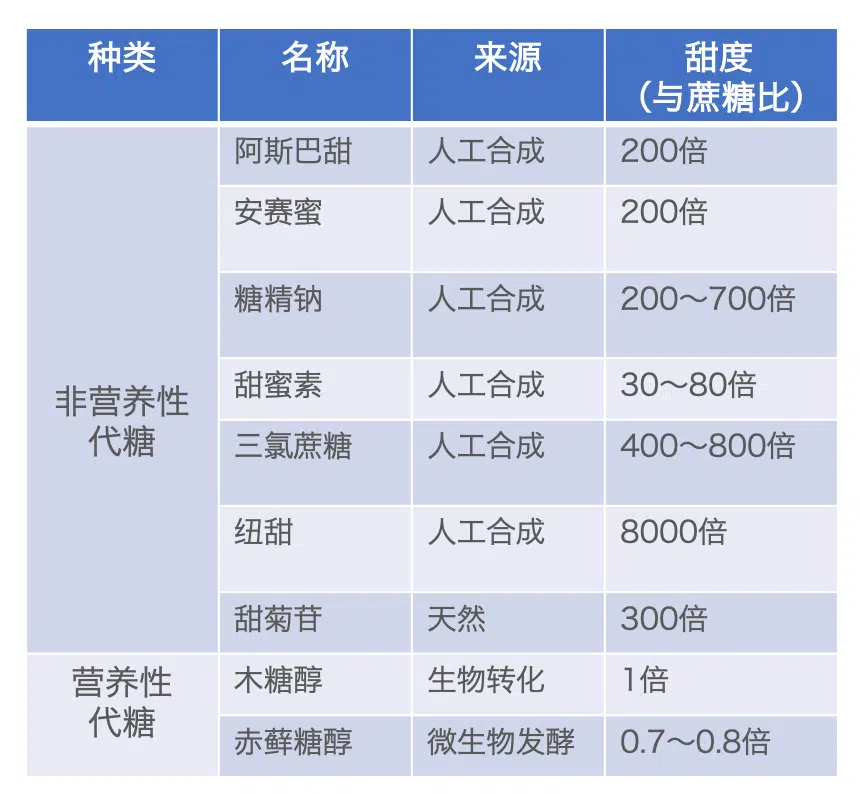 种类 名称 来源 甜度
（与蔗糖比）
阿斯巴甜 人工合成 200倍
安赛蜜 人工合成 200倍
糖精钠 人工合成 200～700倍
非营养性
代糖
甜蜜素 人工合成 30～80倍
三氯蔗糖 人工合成 400～800倍
纽甜 人工合成 8000倍
甜菊苷 天然 300倍
营养性
代糖
木糖醇 生物转化 1倍
赤藓糖醇 微生物发酵 0.7～0.8倍